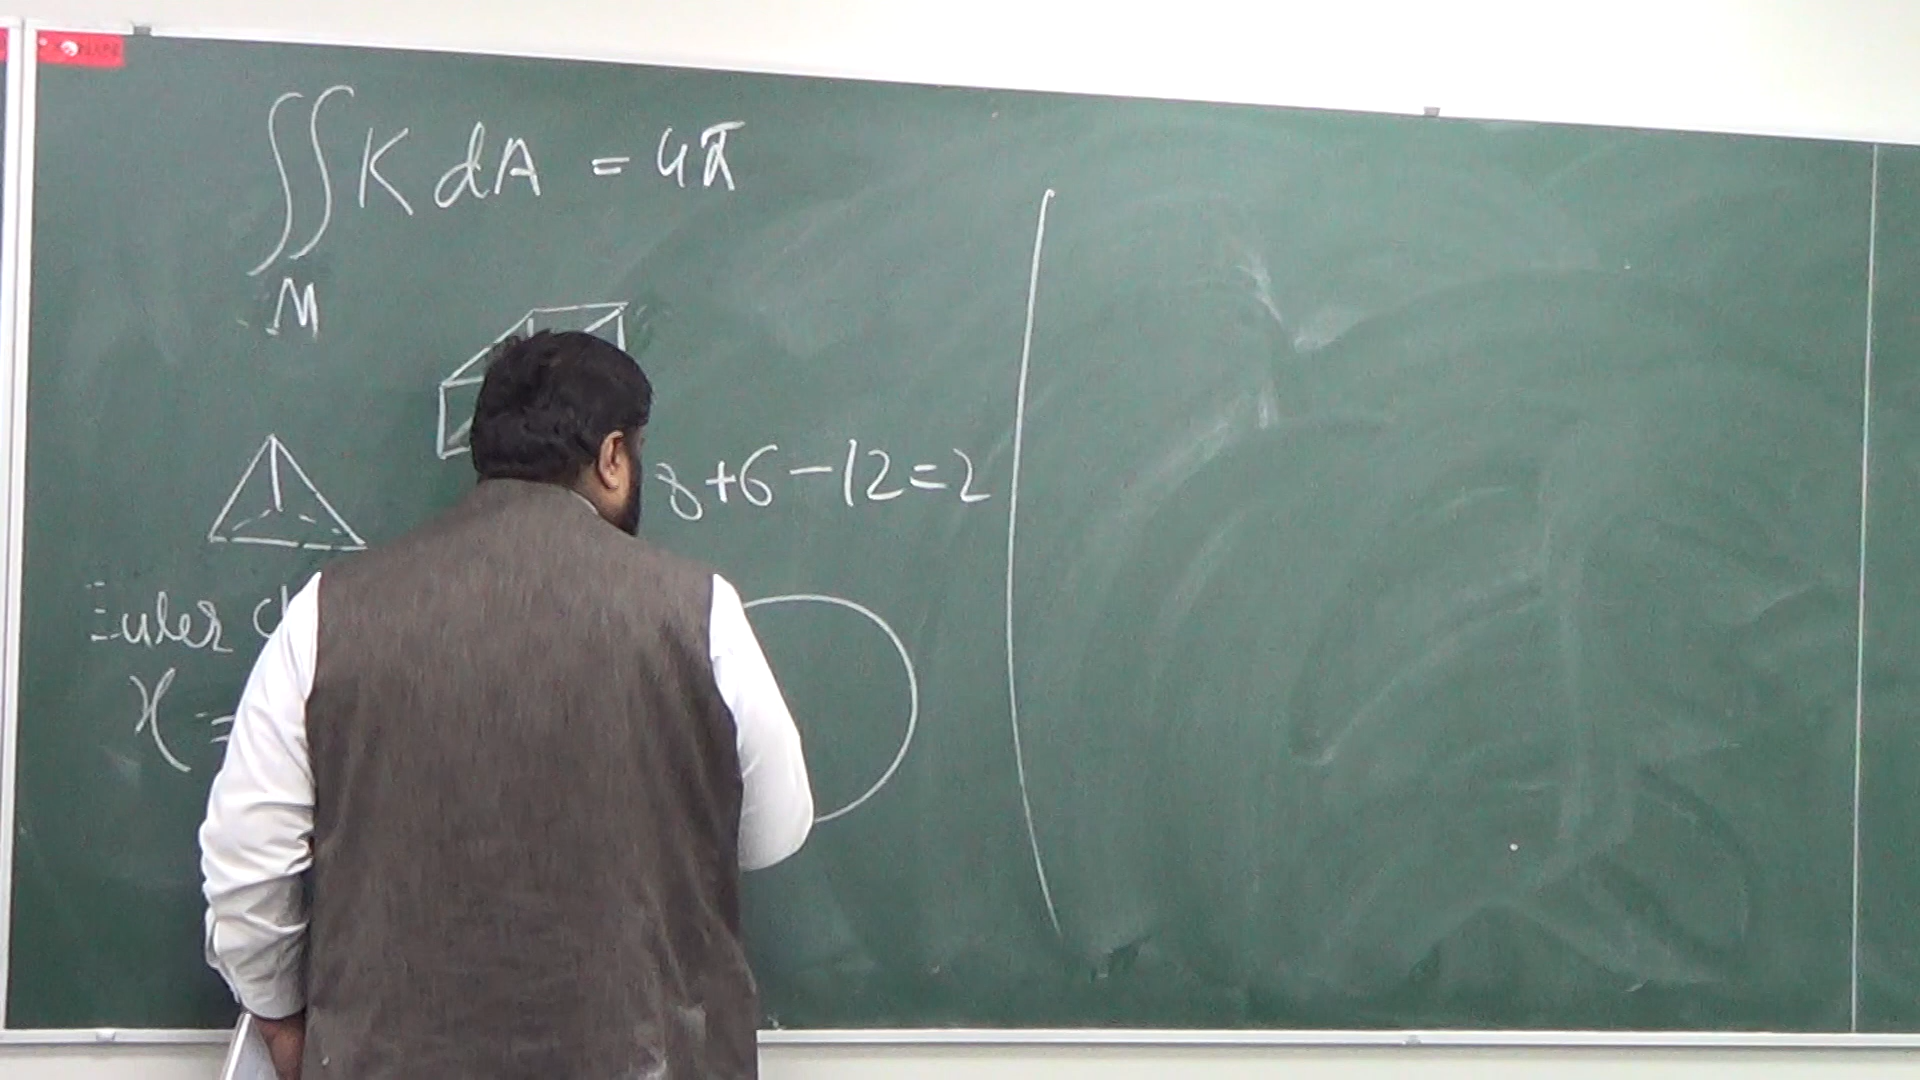 ∬ K dA = 4π
M
8+6-12=2
Euler
χ =